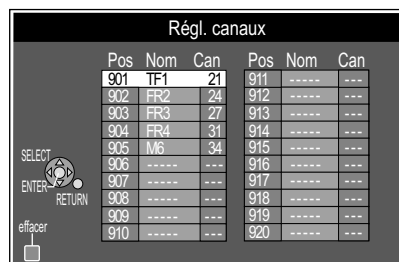 Régl. canaux
Pos Nom Can Pos Nom Can
901 TF1 21 911 ----- ---
902 FR2 24 912 ----- ---
903 FR3 27 913 ----- ---
904 FR4 31 914 ----- ---
905 M6 34 915 ----- ---
906 ----- --- 916 ----- ---
907 ----- --- 917 ----- ---
908 ----- --- 918 ----- ---
909 ----- --- 919 ----- ---
910 ----- --- 920 ----- ---
SELECT
ENTER
RETURN
effacer